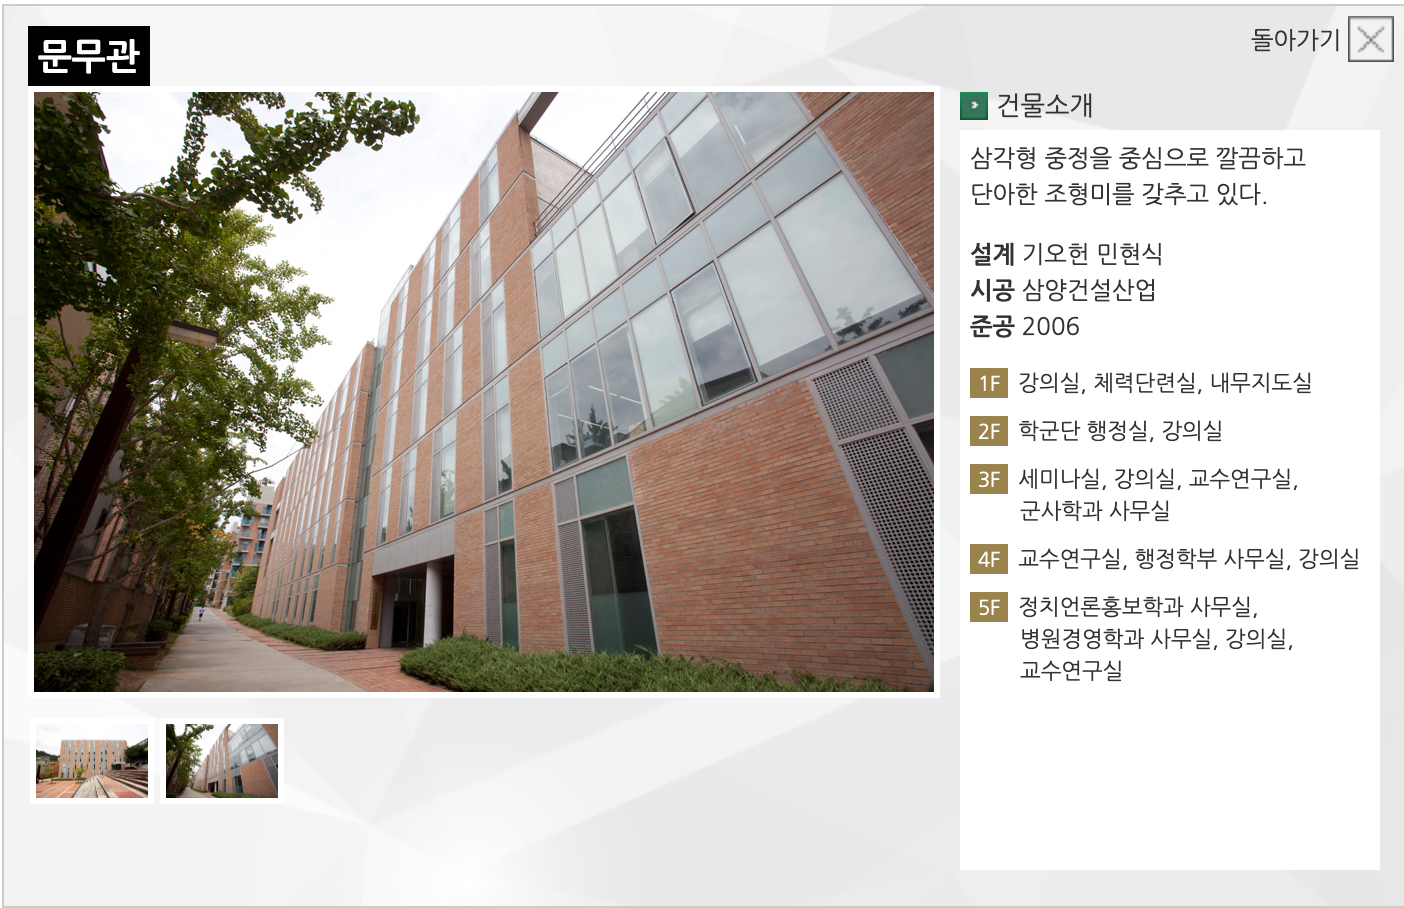 문무관
돌아가기
건물소개
삼각형 중정을 중심으로 깔끔하고
단아한 조형미를 갖추고 있다.
설계 기오헌 민현식
시공 삼양건설산업
준공 2006
1F 강의실, 체력단련실, 내무지도실
2F 학군단 행정실, 강의실
3F 세미나실, 강의실, 교수연구실,
군사학과 사무실
4F 교수연구실, 행정학부 사무실, 강의실
5F 정치언론홍보학과 사무실,
병원경영학과 사무실, 강의실,
교수연구실